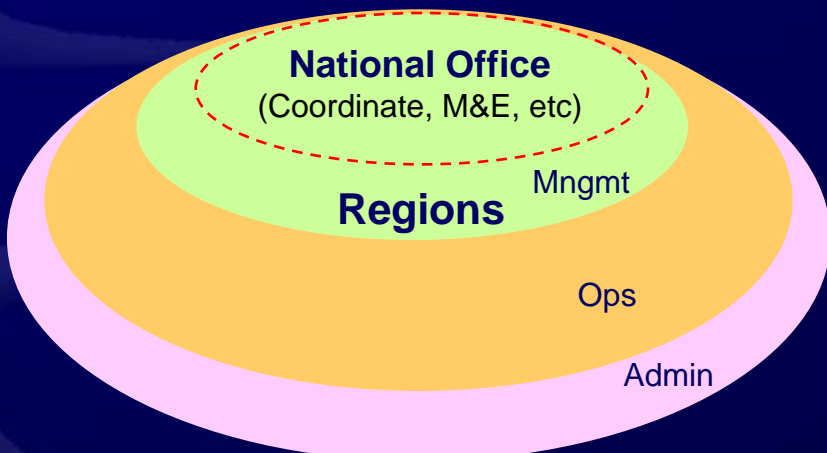 National Office
(Coordinate, M&E, etc)
Mngmt
Regions
Ops
Admin